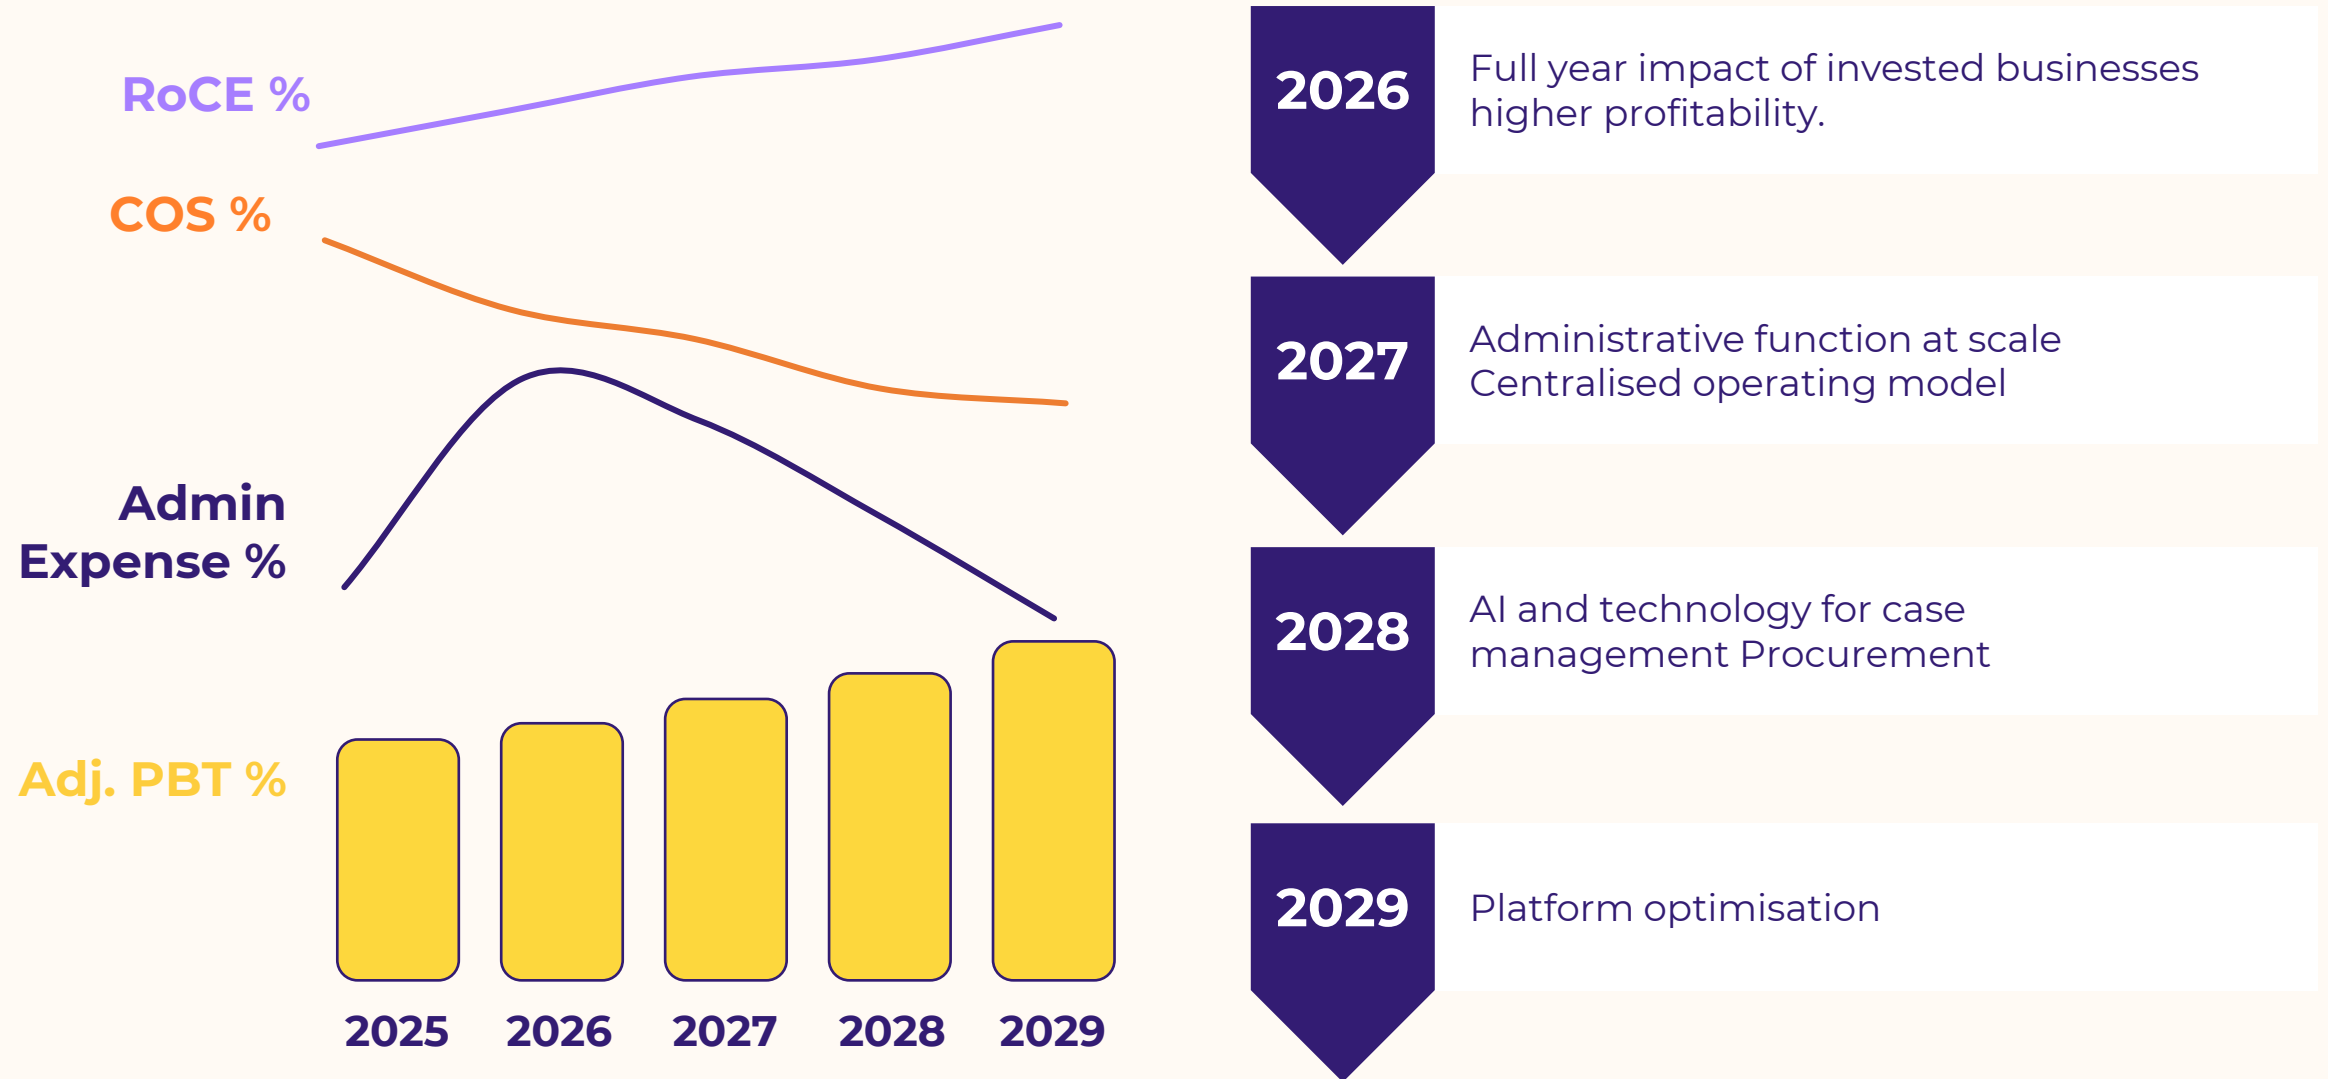 RoCE %
COS %
Admin
Expense %
Adj. PBT %
2025
2026
2027
2028
2029
2026
Full year impact of invested businesses
higher profitability.
2027
Administrative function at scale
Centralised operating model
2028
AI and technology for case
management Procurement
2029
Platform optimisation